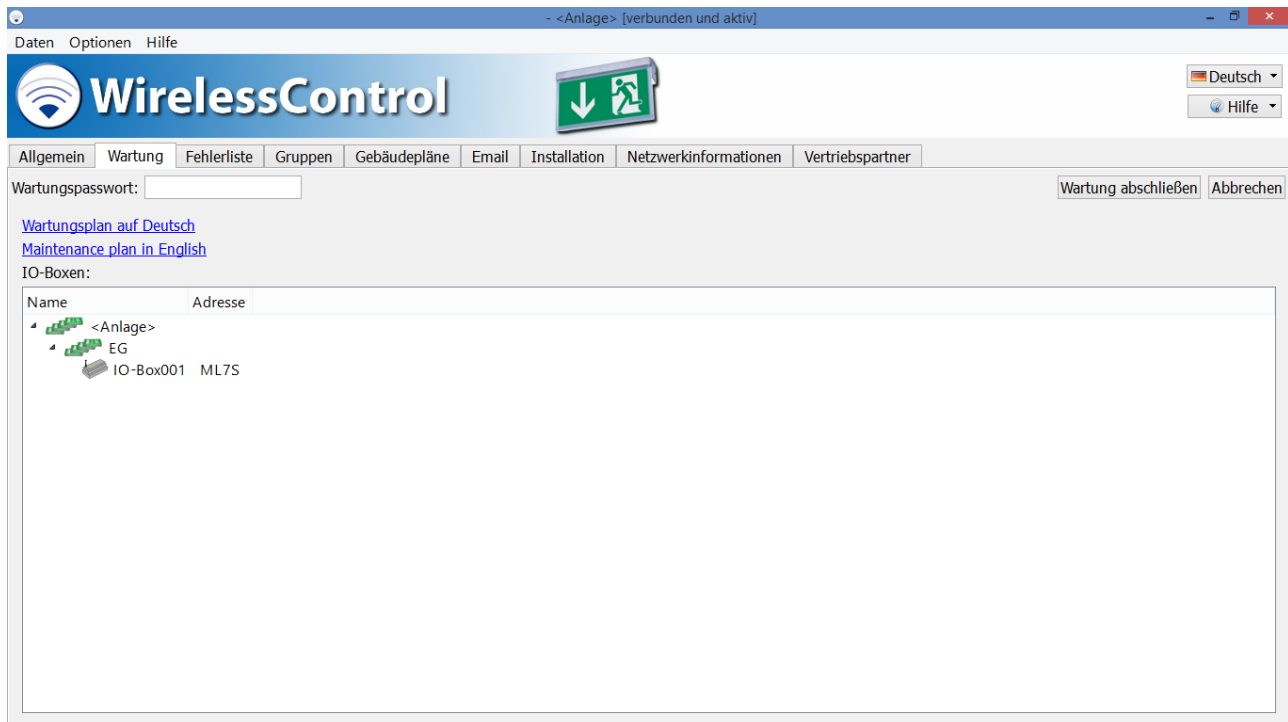 - <Anlage> [verbunden und aktiv]
Daten Optionen Hilfe
WirelessControl
Deutsch
Hilfe
Allgemein Wartung Fehlerliste Gruppen Gebäudepläne Email Installation Netzwerkinformationen Vertriebspartner
Wartungspasswort: Wartung abschließen Abbrechen
Wartungsplan auf Deutsch
Maintenance plan in English
IO-Boxen:
Name Adresse
<Anlage>
EG
IO-Box001 ML7S